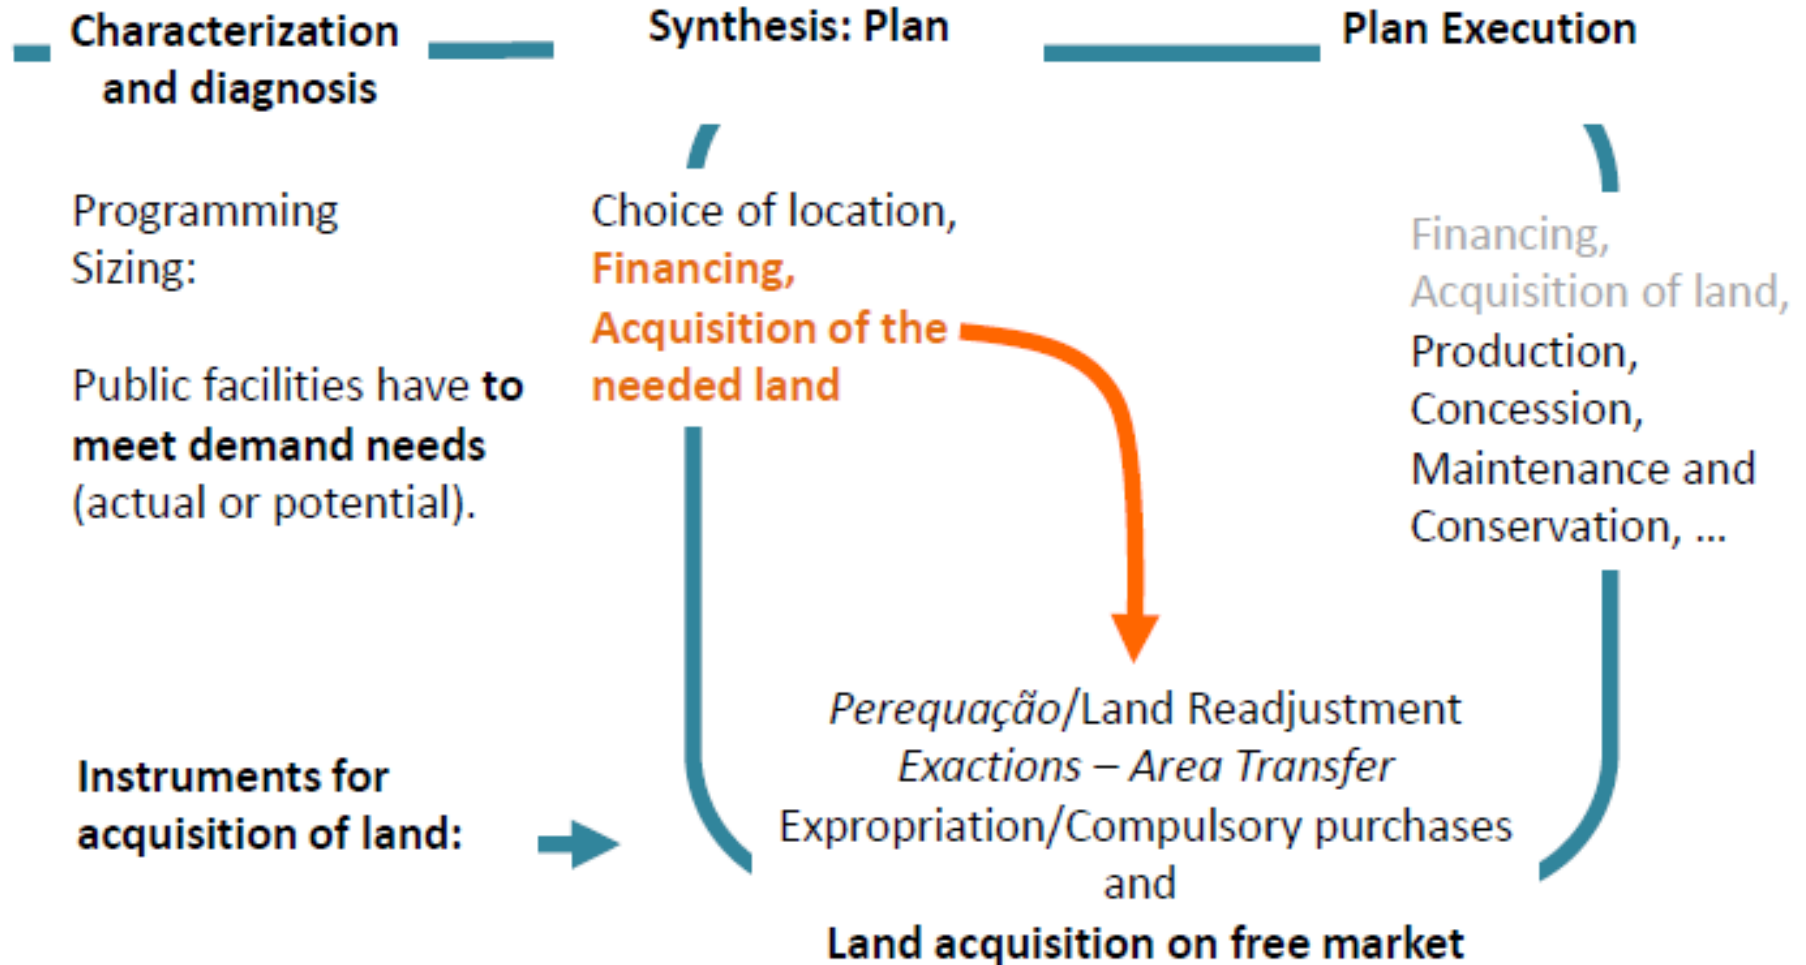 Characterization
and diagnosis
Synthesis: Plan
Plan Execution
Programming
Sizing:
Public facilities have to
meet demand needs
(actual or potential).
Choice of location,
Financing,
Acquisition of the
needed land
Financing,
Acquisition of land,
Production,
Concession,
Maintenance and
Conservation, ...
Instruments for
acquisition of land:
Perequação/Land Readjustment
Exactions – Area Transfer
Expropriation/Compulsory purchases
and
Land acquisition on free market